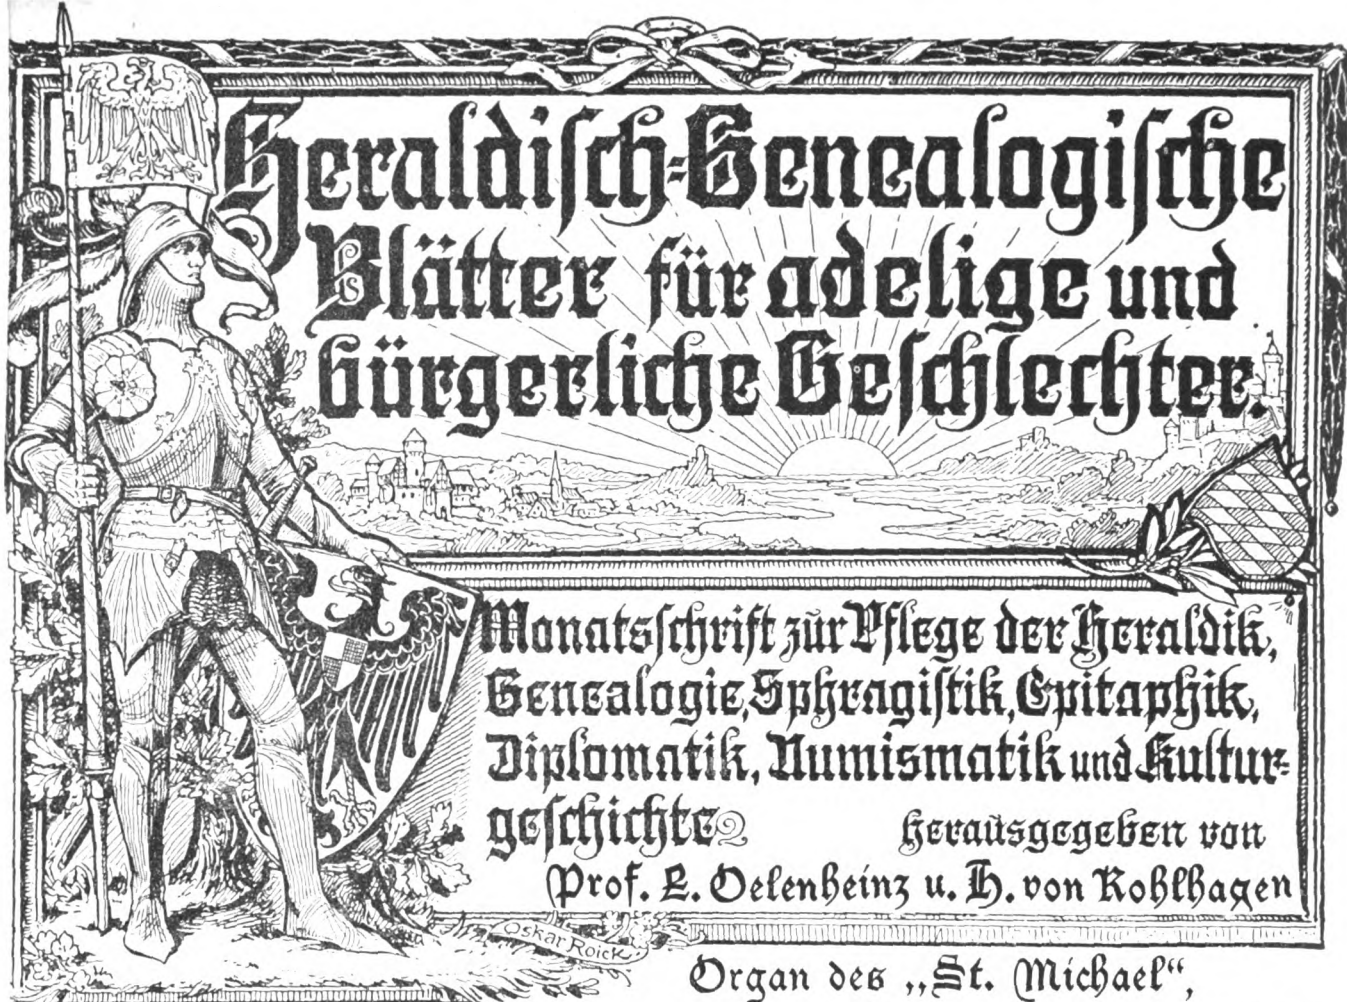 Heraldiſch-Genealogiſche
Blätter für adelige und
bürgerliche Geſchlechter.
Monatsſchrift zur Pflege der Heraldik,
Genealogie, Sphragiſtik, Epitaphik,
Diplomatik, Numismatik und Kultur-
geſchichte
herausgegeben von
Prof. L. Oelenheinz u. H. von Kohlhagen
Oskar Roick.
Organ des „St. Michael“,